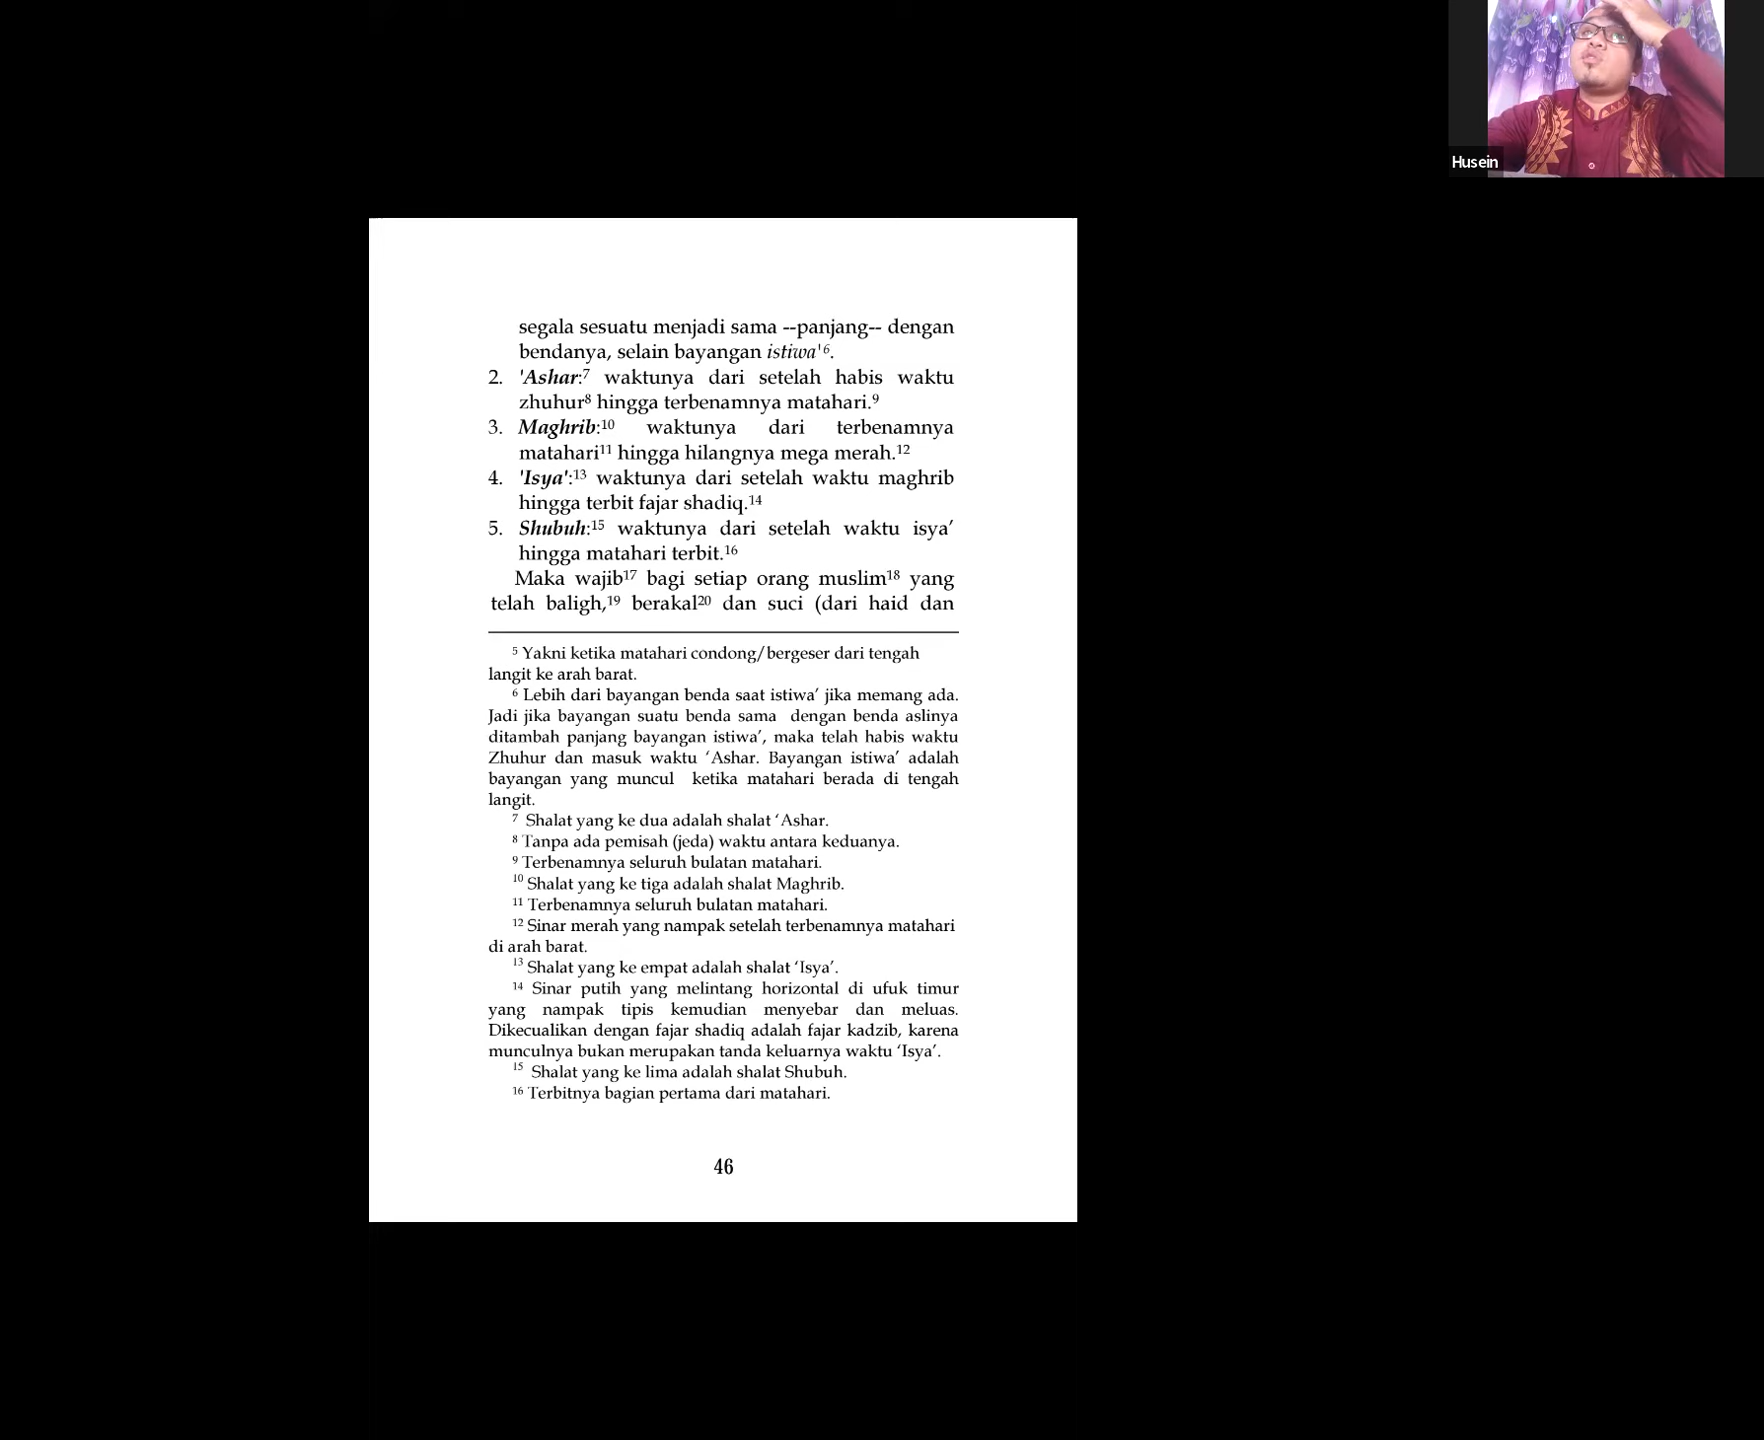 Husein
segala sesuatu menjadi sama --panjang-- dengan
bendanya, selain bayangan istiwa'⁶.
2. 'Ashar:⁷ waktunya dari setelah habis waktu
zhuhur⁸ hingga terbenamnya matahari.⁹
3. Maghrib:¹⁰ waktunya dari terbenamnya
matahari¹¹ hingga hilangnya mega merah.¹²
4. 'Isya':¹³ waktunya dari setelah waktu maghrib
hingga terbit fajar shadiq.¹⁴
5. Shubuh:¹⁵ waktunya dari setelah waktu isya’
hingga matahari terbit.¹⁶
Maka wajib¹⁷ bagi setiap orang muslim¹⁸ yang
telah baligh,¹⁹ berakal²⁰ dan suci (dari haid dan
⁵ Yakni ketika matahari condong/bergeser dari tengah
langit ke arah barat.
⁶ Lebih dari bayangan benda saat istiwa’ jika memang ada.
Jadi jika bayangan suatu benda sama dengan benda aslinya
ditambah panjang bayangan istiwa’, maka telah habis waktu
Zhuhur dan masuk waktu ‘Ashar. Bayangan istiwa’ adalah
bayangan yang muncul ketika matahari berada di tengah
langit.
⁷ Shalat yang ke dua adalah shalat ‘Ashar.
⁸ Tanpa ada pemisah (jeda) waktu antara keduanya.
⁹ Terbenamnya seluruh bulatan matahari.
¹⁰ Shalat yang ke tiga adalah shalat Maghrib.
¹¹ Terbenamnya seluruh bulatan matahari.
¹² Sinar merah yang nampak setelah terbenamnya matahari
di arah barat.
¹³ Shalat yang ke empat adalah shalat ‘Isya’.
¹⁴ Sinar putih yang melintang horizontal di ufuk timur
yang nampak tipis kemudian menyebar dan meluas.
Dikecualikan dengan fajar shadiq adalah fajar kadzib, karena
munculnya bukan merupakan tanda keluarnya waktu ‘Isya’.
¹⁵ Shalat yang ke lima adalah shalat Shubuh.
¹⁶ Terbitnya bagian pertama dari matahari.
46